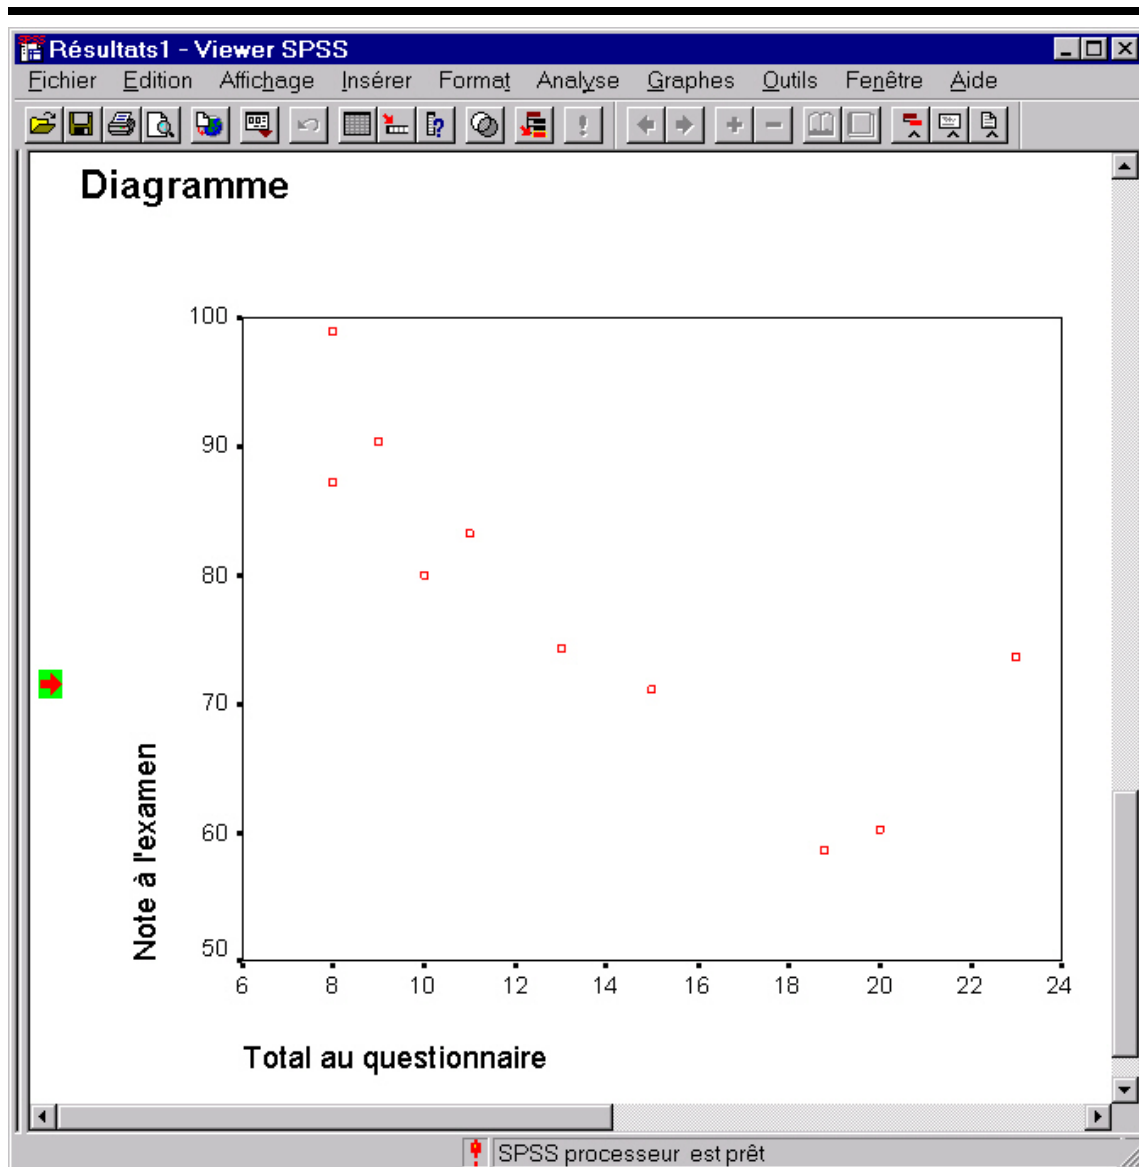 Résultats1 - Viewer SPSS
Fichier Edition Affichage Insérer Format Analyse Graphes Outils Fenêtre Aide
Diagramme
100
90
80
70
60
50
Note à l'examen
6 8 10 12 14 16 18 20 22 24
Total au questionnaire
SPSS processeur est prêt